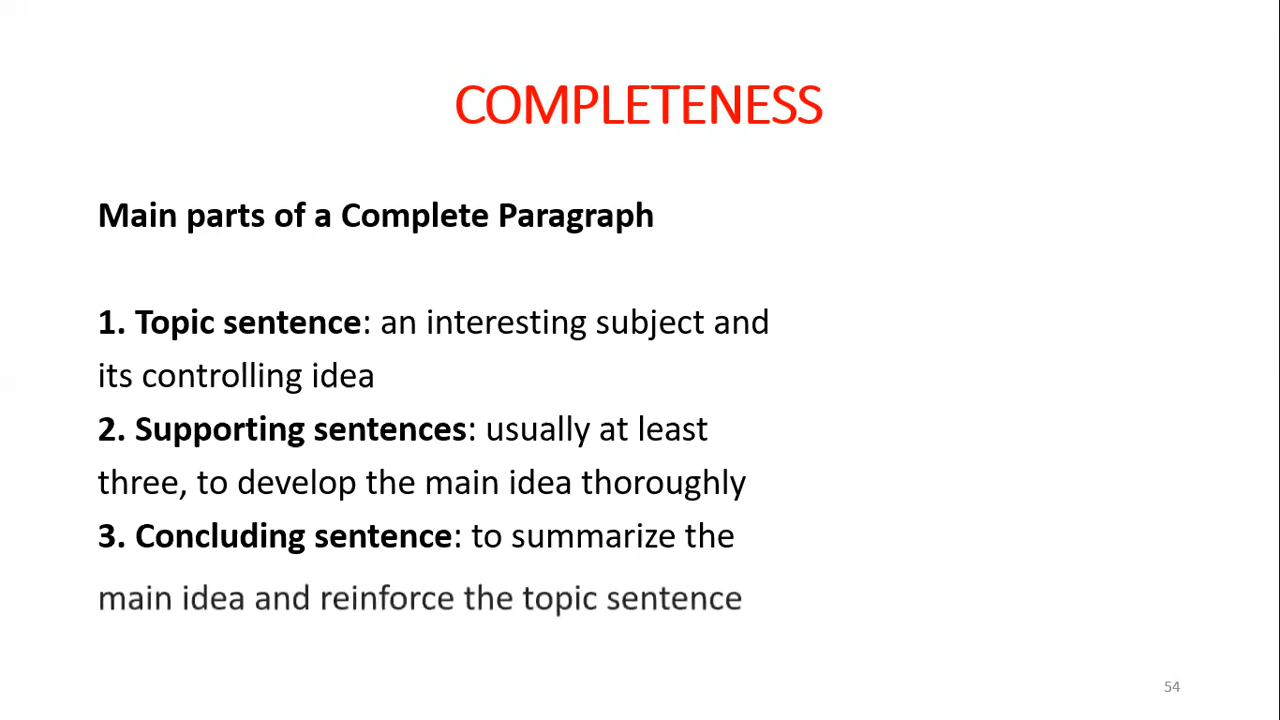 COMPLETENESS
Main parts of a Complete Paragraph
1. Topic sentence: an interesting subject and
its controlling idea
2. Supporting sentences: usually at least
three, to develop the main idea thoroughly
3. Concluding sentence: to summarize the
main idea and reinforce the topic sentence
54